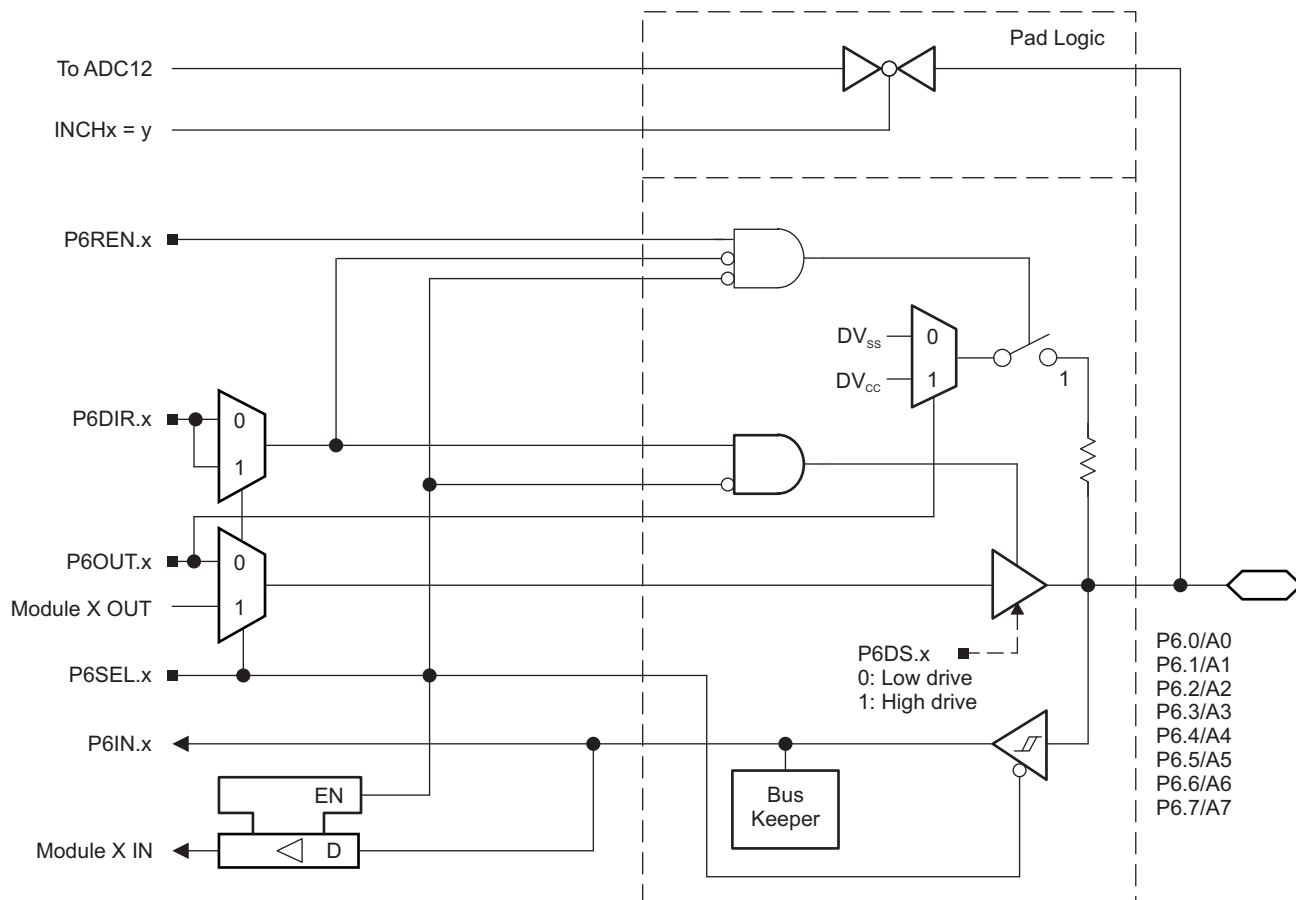 Pad Logic
To ADC12
INCHx = y
P6REN.x
DVSS
0
DVCC
1
1
P6DIR.x
0
1
P6OUT.x
0
Module X OUT
1
P6SEL.x
P6DS.x
0: Low drive
1: High drive
P6.0/A0
P6.1/A1
P6.2/A2
P6.3/A3
P6.4/A4
P6.5/A5
P6.6/A6
P6.7/A7
P6IN.x
EN
Bus
Keeper
Module X IN
D